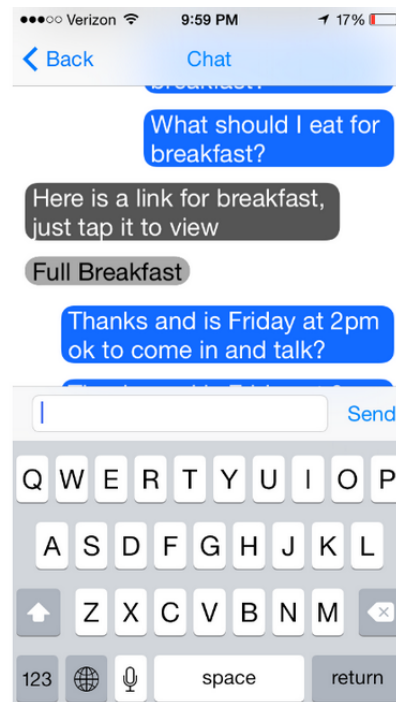 Verizon 9:59 PM 17%
Back Chat
breakfast?
What should I eat for
breakfast?
Here is a link for breakfast,
just tap it to view
Full Breakfast
Thanks and is Friday at 2pm
ok to come in and talk?
Send
Q W E R T Y U I O P
A S D F G H J K L
Z X C V B N M
123 space return